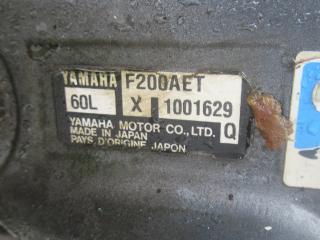 YAMAHA F200AET
60L X 1001629
YAMAHA MOTOR CO., LTD. Q
MADE IN JAPAN
PAYS D'ORIGINE JAPON